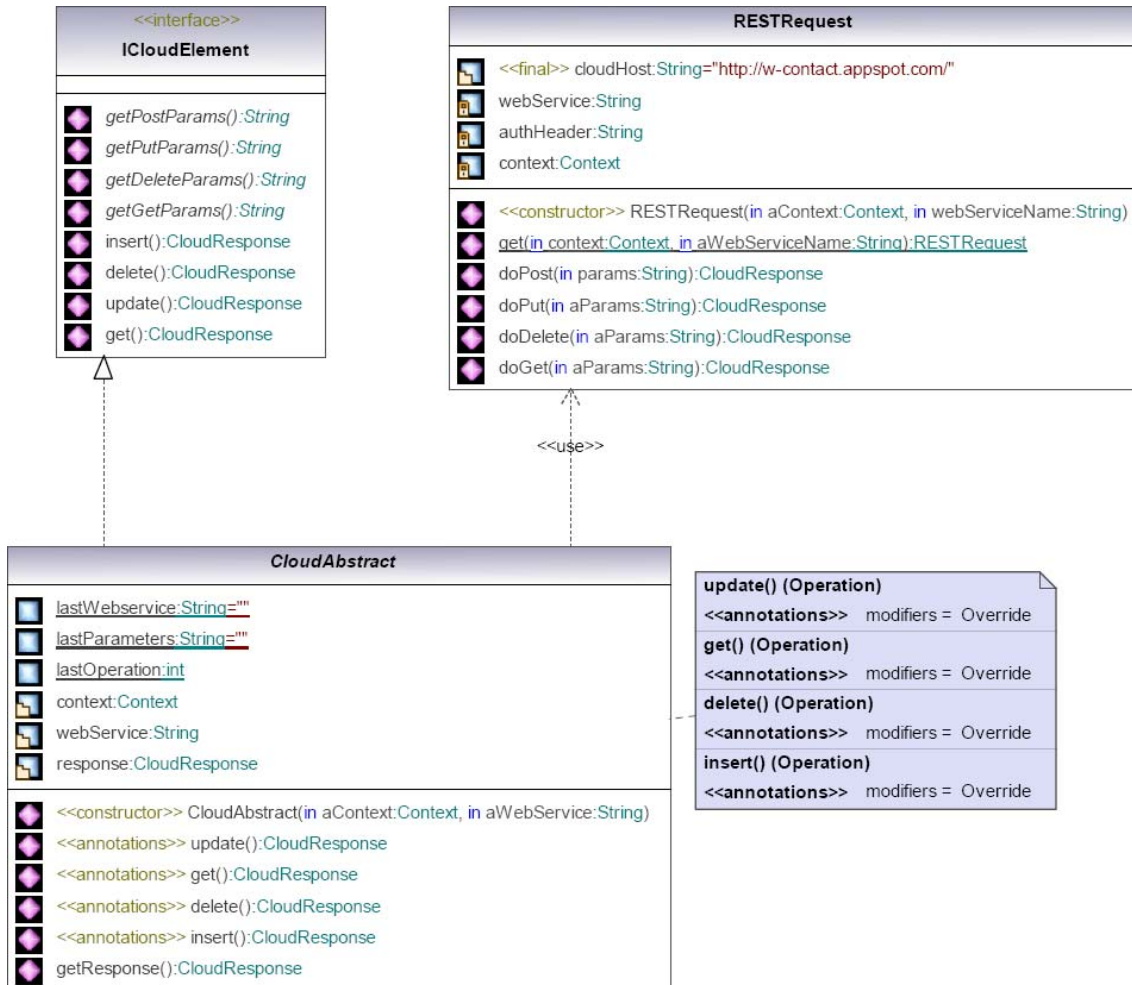 <<interface>>
ICloudElement
getPostParams():String
getPutParams():String
getDeleteParams():String
getGetParams():String
insert():CloudResponse
delete():CloudResponse
update():CloudResponse
get():CloudResponse
RESTRequest
<<final>> cloudHost:String="http://w-contact.appspot.com/"
webService:String
authHeader:String
context:Context
<<constructor>> RESTRequest(in aContext:Context, in webServiceName:String)
get(in context:Context, in aWebServiceName:String):RESTRequest
doPost(in params:String):CloudResponse
doPut(in aParams:String):CloudResponse
doDelete(in aParams:String):CloudResponse
doGet(in aParams:String):CloudResponse
<<use>>
CloudAbstract
lastWebservice:String=""
lastParameters:String=""
lastOperation:int
context:Context
webService:String
response:CloudResponse
<<constructor>> CloudAbstract(in aContext:Context, in aWebService:String)
<<annotations>> update():CloudResponse
<<annotations>> get():CloudResponse
<<annotations>> delete():CloudResponse
<<annotations>> insert():CloudResponse
getResponse():CloudResponse
update() (Operation)
<<annotations>> modifiers = Override
get() (Operation)
<<annotations>> modifiers = Override
delete() (Operation)
<<annotations>> modifiers = Override
insert() (Operation)
<<annotations>> modifiers = Override